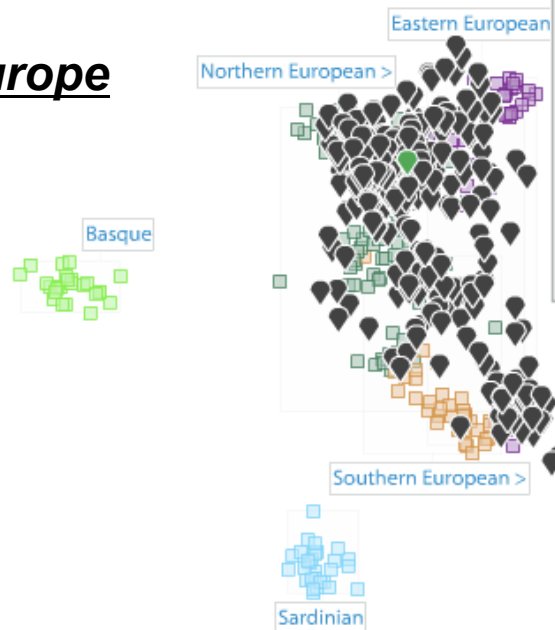 Eastern European
urope
Northern European >
Basque
Southern European >
Sardinian